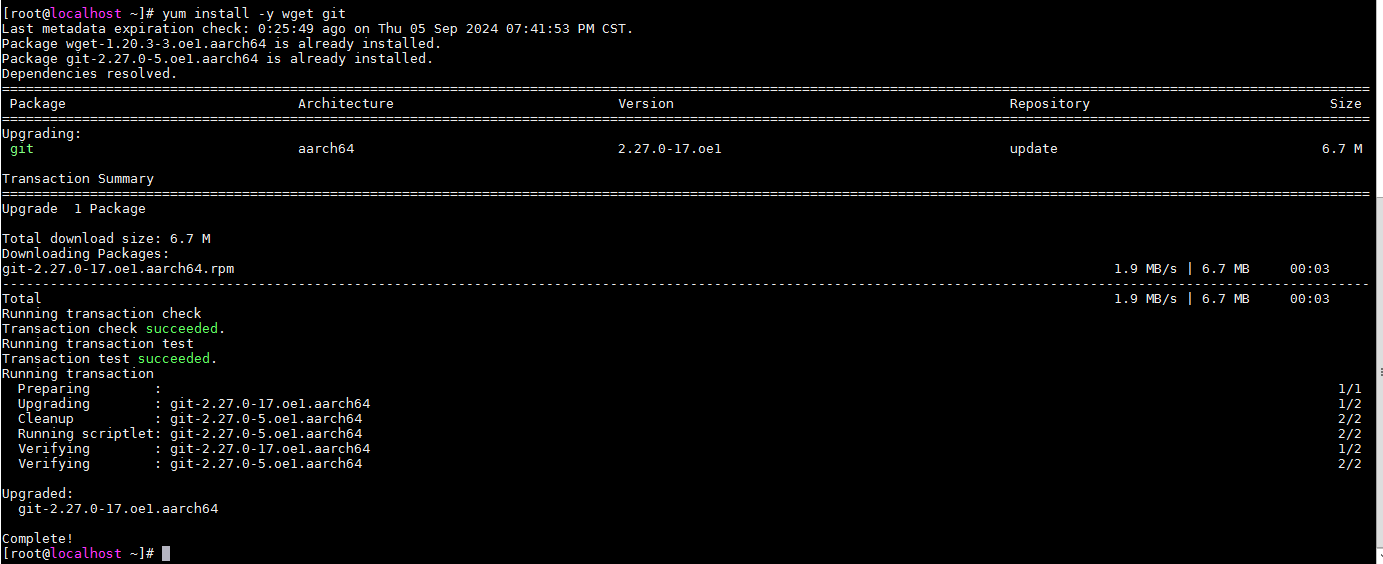 [root@localhost ~]# yum install -y wget git
Last metadata expiration check: 0:25:49 ago on Thu 05 Sep 2024 07:41:53 PM CST.
Package wget-1.20.3-3.oe1.aarch64 is already installed.
Package git-2.27.0-5.oe1.aarch64 is already installed.
Dependencies resolved.
================================================================================
Package Architecture Version Repository Size
================================================================================
Upgrading:
git aarch64 2.27.0-17.oe1 update 6.7 M
Transaction Summary
================================================================================
Upgrade 1 Package
Total download size: 6.7 M
Downloading Packages:
git-2.27.0-17.oe1.aarch64.rpm 1.9 MB/s | 6.7 MB 00:03
--------------------------------------------------------------------------------
Total 1.9 MB/s | 6.7 MB 00:03
Running transaction check
Transaction check succeeded.
Running transaction test
Transaction test succeeded.
Running transaction
Preparing : 1/1
Upgrading : git-2.27.0-17.oe1.aarch64 1/2
Cleanup : git-2.27.0-5.oe1.aarch64 2/2
Running scriptlet: git-2.27.0-5.oe1.aarch64 2/2
Verifying : git-2.27.0-17.oe1.aarch64 1/2
Verifying : git-2.27.0-5.oe1.aarch64 2/2
Upgraded:
git-2.27.0-17.oe1.aarch64
Complete!
[root@localhost ~]#